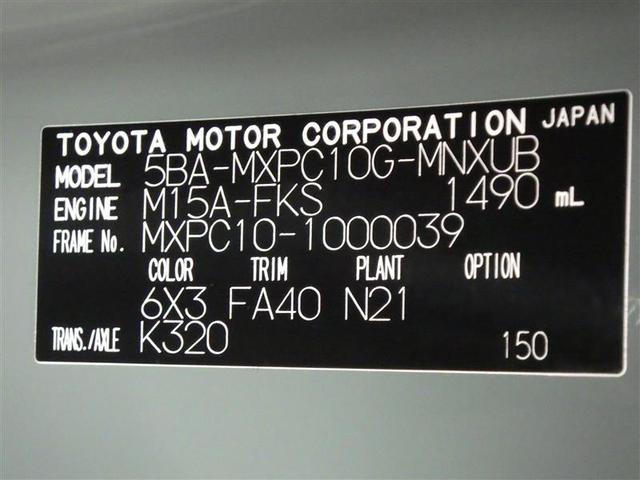 TOYOTA MOTOR CORPORATION JAPAN
MODEL 5BA-MXPC10G-MNXUB
ENGINE M15A-FKS 1490 mL
FRAME No. MXPC10-1000039
COLOR TRIM PLANT OPTION
6X3 FA40 N21
TRANS./AXLE K320 150